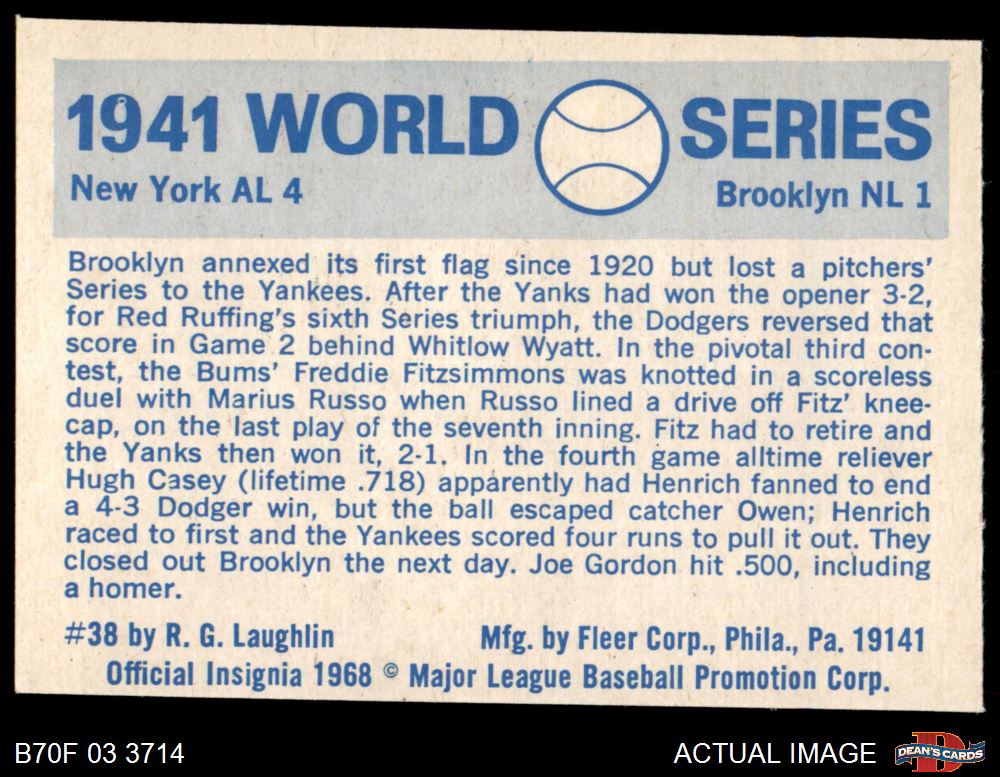 1941 WORLD SERIES
New York AL 4 Brooklyn NL 1
Brooklyn annexed its first flag since 1920 but lost a pitchers'
Series to the Yankees. After the Yanks had won the opener 3-2,
for Red Ruffing's sixth Series triumph, the Dodgers reversed that
score in Game 2 behind Whitlow Wyatt. In the pivotal third con-
test, the Bums' Freddie Fitzsimmons was knotted in a scoreless
duel with Marius Russo when Russo lined a drive off Fitz' knee-
cap, on the last play of the seventh inning. Fitz had to retire and
the Yanks then won it, 2-1. In the fourth game alltime reliever
Hugh Casey (lifetime .718) apparently had Henrich fanned to end
a 4-3 Dodger win, but the ball escaped catcher Owen; Henrich
raced to first and the Yankees scored four runs to pull it out. They
closed out Brooklyn the next day. Joe Gordon hit .500, including
a homer.
#38 by R. G. Laughlin Mfg. by Fleer Corp., Phila., Pa. 19141
Official Insignia 1968 © Major League Baseball Promotion Corp.
B70F 03 3714 ACTUAL IMAGE D DEAN'S CARDS